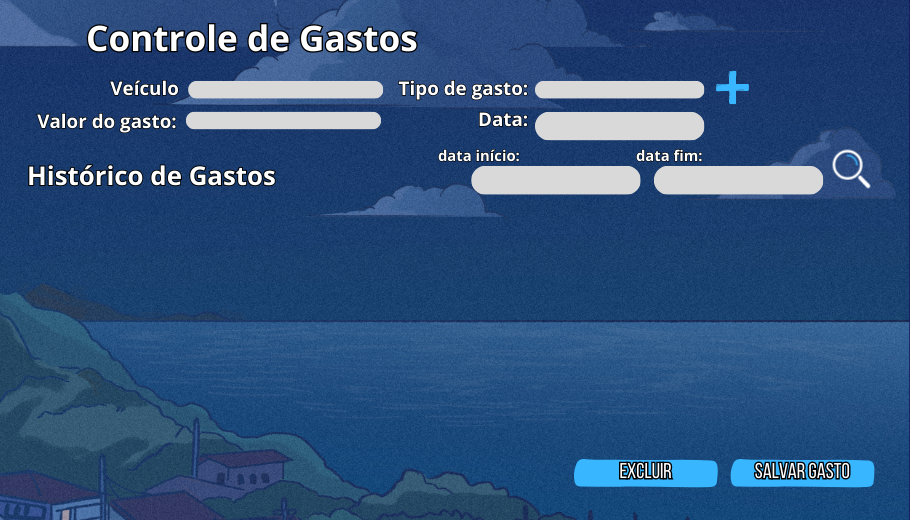 Controle de Gastos
Veículo
Tipo de gasto:
Valor do gasto:
Data:
data início:
data fim:
Histórico de Gastos
EXCLUIR
SALVAR GASTO